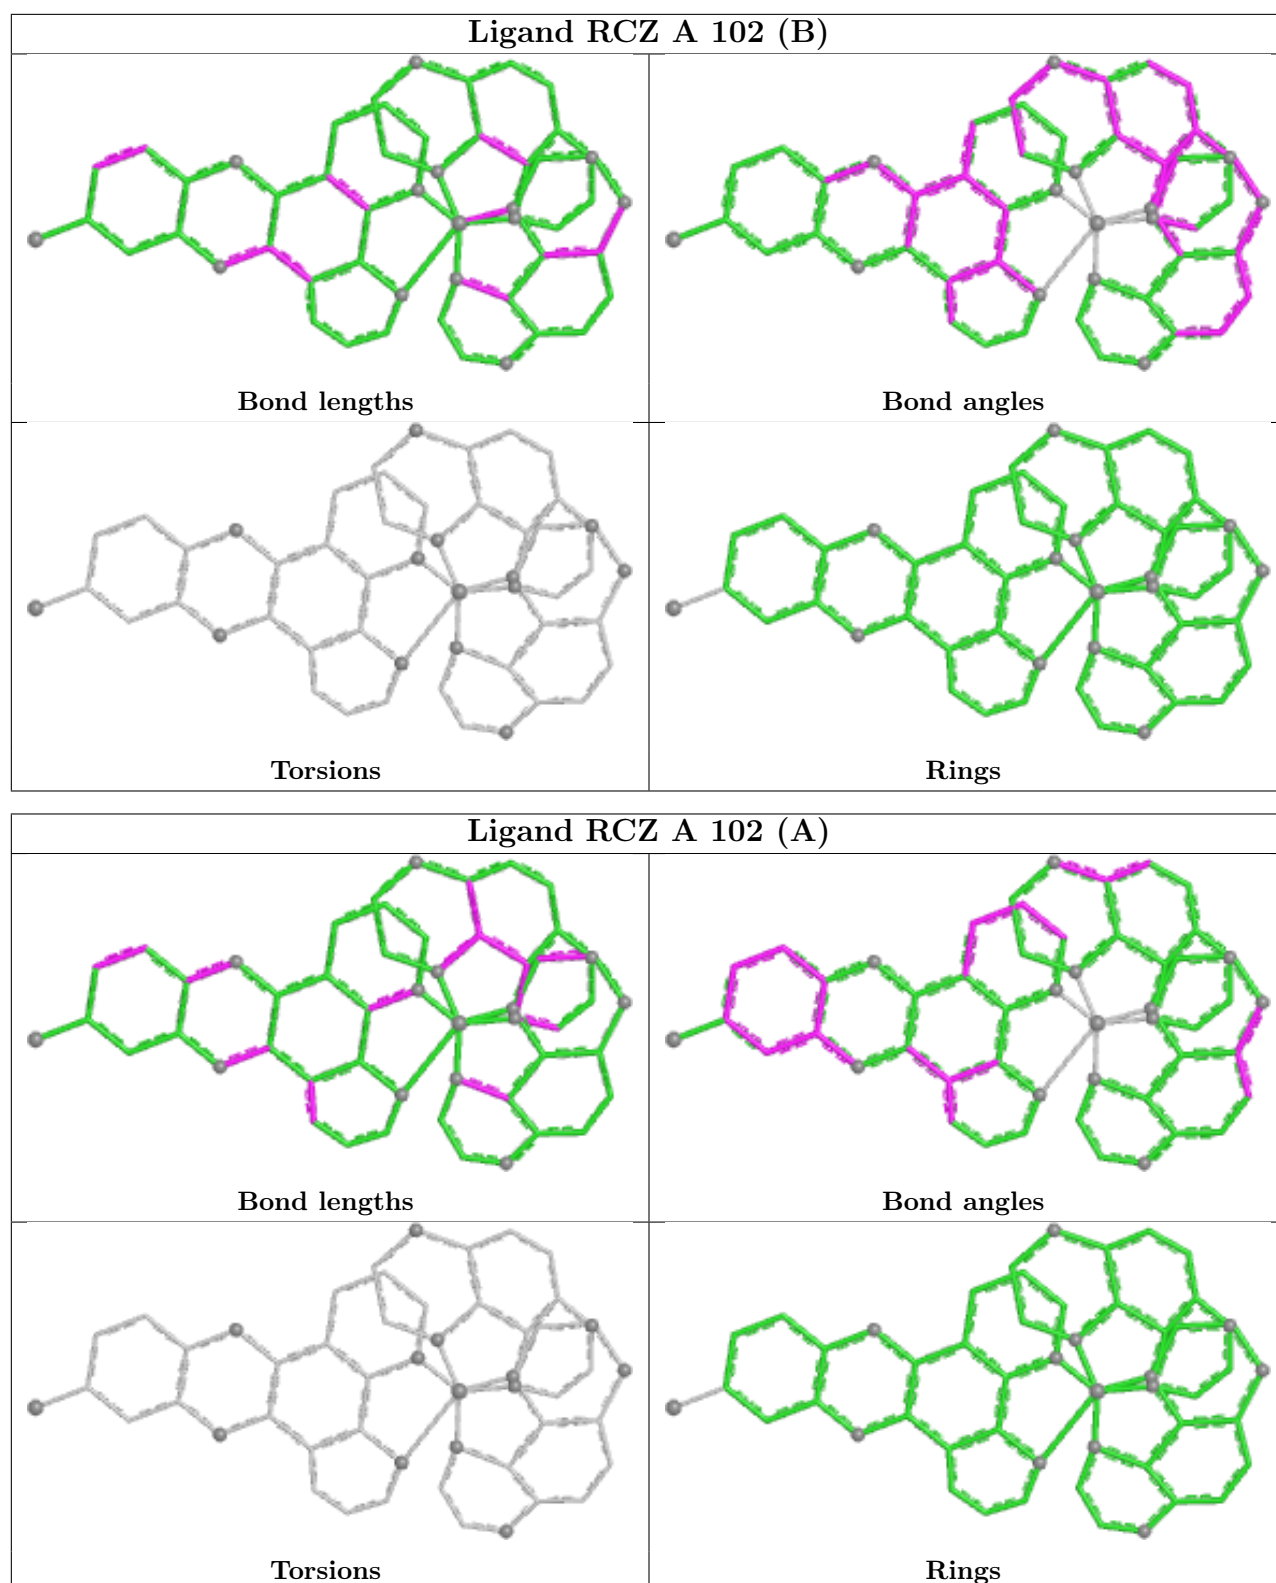 Ligand RCZ A 102 (B)
Bond lengths
Bond angles
Torsions
Rings
Ligand RCZ A 102 (A)
Bond lengths
Bond angles
Torsions
Rings